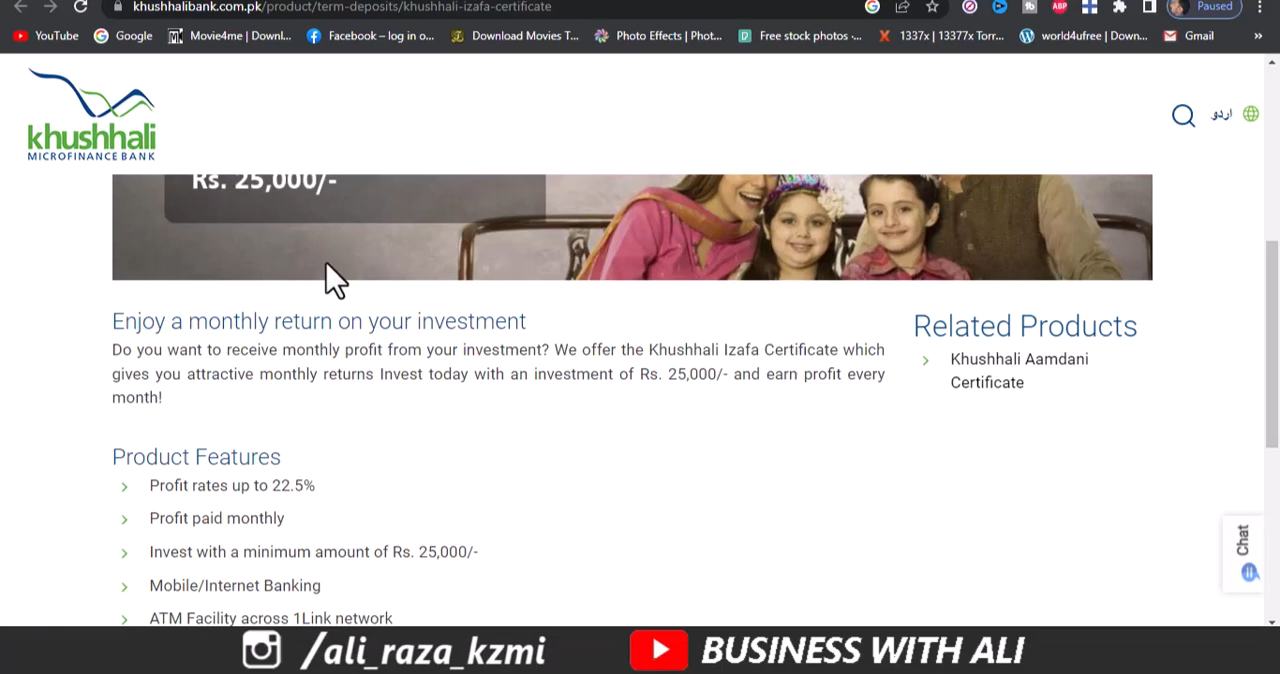 khushhalibank.com.pk/product/term-deposits/khushhali-izafa-certificate
ABP
Paused
YouTube
Google
Movie4me | Downl...
Facebook – log in o...
Download Movies T...
Photo Effects | Phot...
Free stock photos ·...
1337x | 13377x Torr...
world4ufree | Down...
Gmail
»
khushhali
MICROFINANCE BANK
اردو
Rs. 25,000/-
Enjoy a monthly return on your investment
Do you want to receive monthly profit from your investment? We offer the Khushhali Izafa Certificate which
gives you attractive monthly returns Invest today with an investment of Rs. 25,000/- and earn profit every
month!
Related Products
Khushhali Aamdani
Certificate
Product Features
Profit rates up to 22.5%
Profit paid monthly
Invest with a minimum amount of Rs. 25,000/-
Mobile/Internet Banking
ATM Facility across 1Link network
Chat
/ali_raza_kzmi
BUSINESS WITH ALI